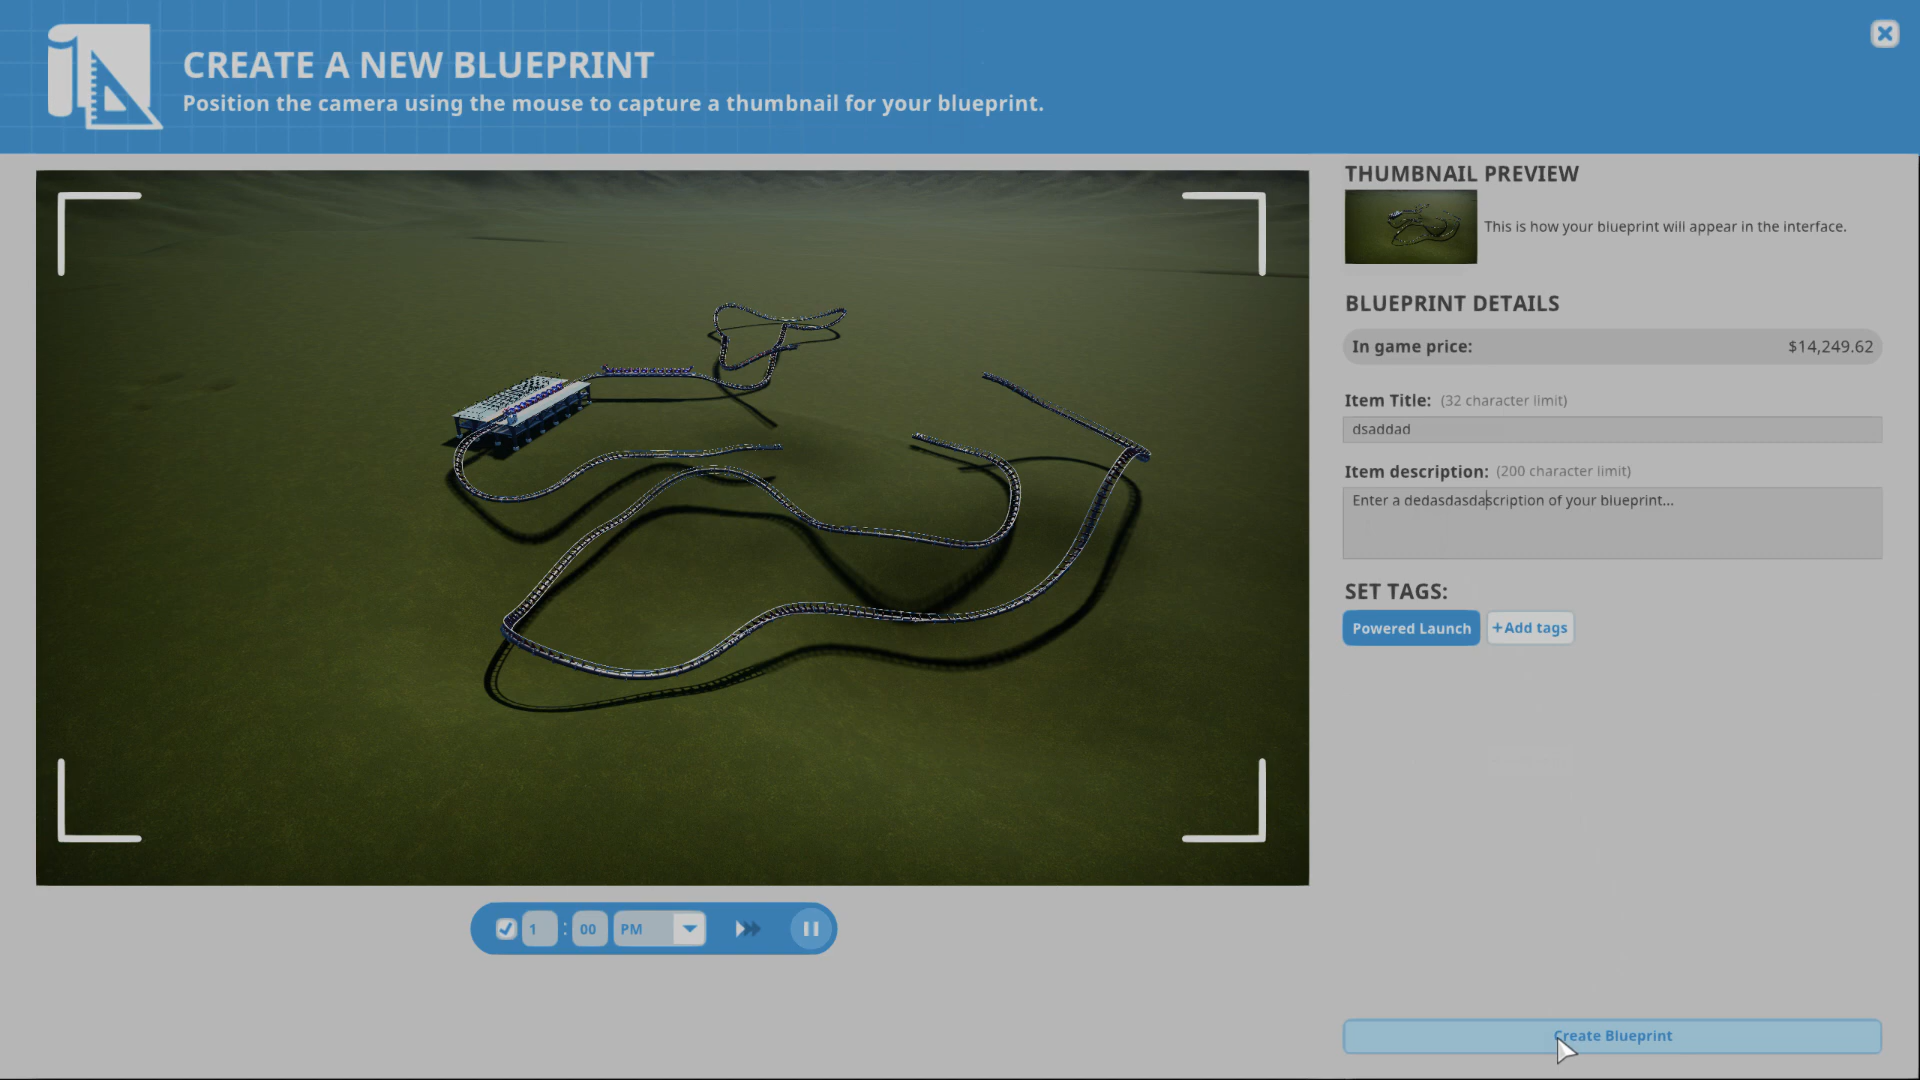 CREATE A NEW BLUEPRINT
Position the camera using the mouse to capture a thumbnail for your blueprint.
THUMBNAIL PREVIEW
This is how your blueprint will appear in the interface.
BLUEPRINT DETAILS
In game price: $14,249.62
Item Title: (32 character limit)
dsaddad
Item description: (200 character limit)
Enter a dedasdasdascription of your blueprint...
SET TAGS:
Powered Launch +Add tags
1 : 00 PM
Create Blueprint